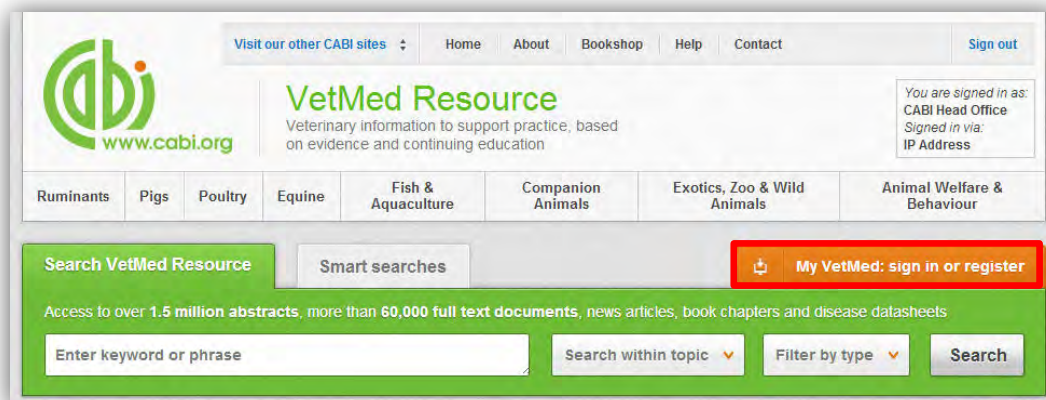 Visit our other CABI sites
Home
About
Bookshop
Help
Contact
Sign out
cabi
www.cabi.org
VetMed Resource
Veterinary information to support practice, based
on evidence and continuing education
You are signed in as:
CABI Head Office
Signed in via:
IP Address
Ruminants
Pigs
Poultry
Equine
Fish &
Aquaculture
Companion
Animals
Exotics, Zoo & Wild
Animals
Animal Welfare &
Behaviour
Search VetMed Resource
Smart searches
My VetMed: sign in or register
Access to over 1.5 million abstracts, more than 60,000 full text documents, news articles, book chapters and disease datasheets
Enter keyword or phrase
Search within topic
Filter by type
Search